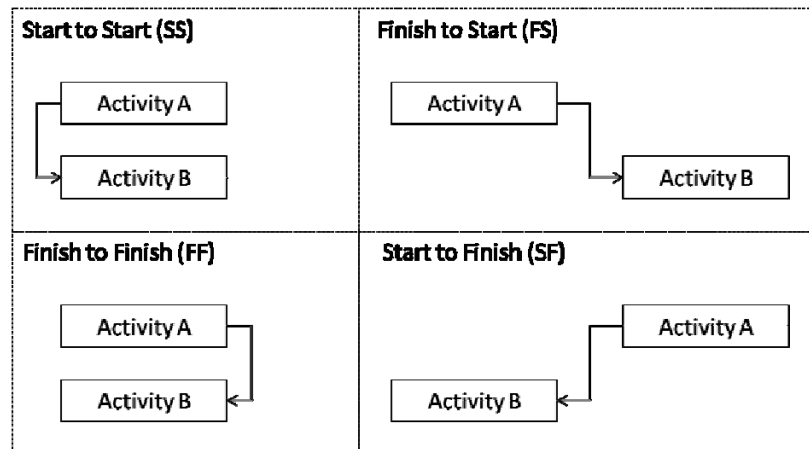 Start to Start (SS)
Activity A
Activity B
Finish to Start (FS)
Activity A
Activity B
Finish to Finish (FF)
Activity A
Activity B
Start to Finish (SF)
Activity A
Activity B